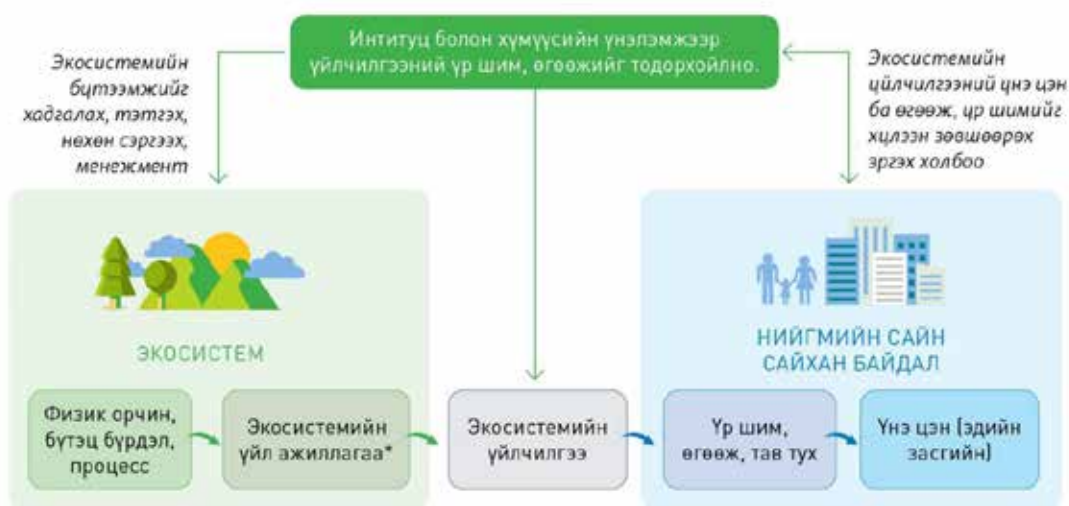 Интитуц болон хүмүүсийн үнэлэмжээр
үйлчилгээний үр шим, өгөөжийг тодорхойлно.
Экосистемийн
бүтээмжийг
хадгалах, тэтгэх,
нөхөн сэргээх,
менежмент
Экосистемийн
үйлчилгээний үнэ цэн
ба өгөөж, үр шимийг
хүлээн зөвшөөрөх
эргэх холбоо
ЭКОСИСТЕМ
НИЙГМИЙН САЙН
САЙХАН БАЙДАЛ
Физик орчин,
бүтэц бүрдэл,
процесс
Экосистемийн
үйл ажиллагаа*
Экосистемийн
үйлчилгээ
Үр шим,
өгөөж, тав тух
Үнэ цэн (эдийн
засгийн)